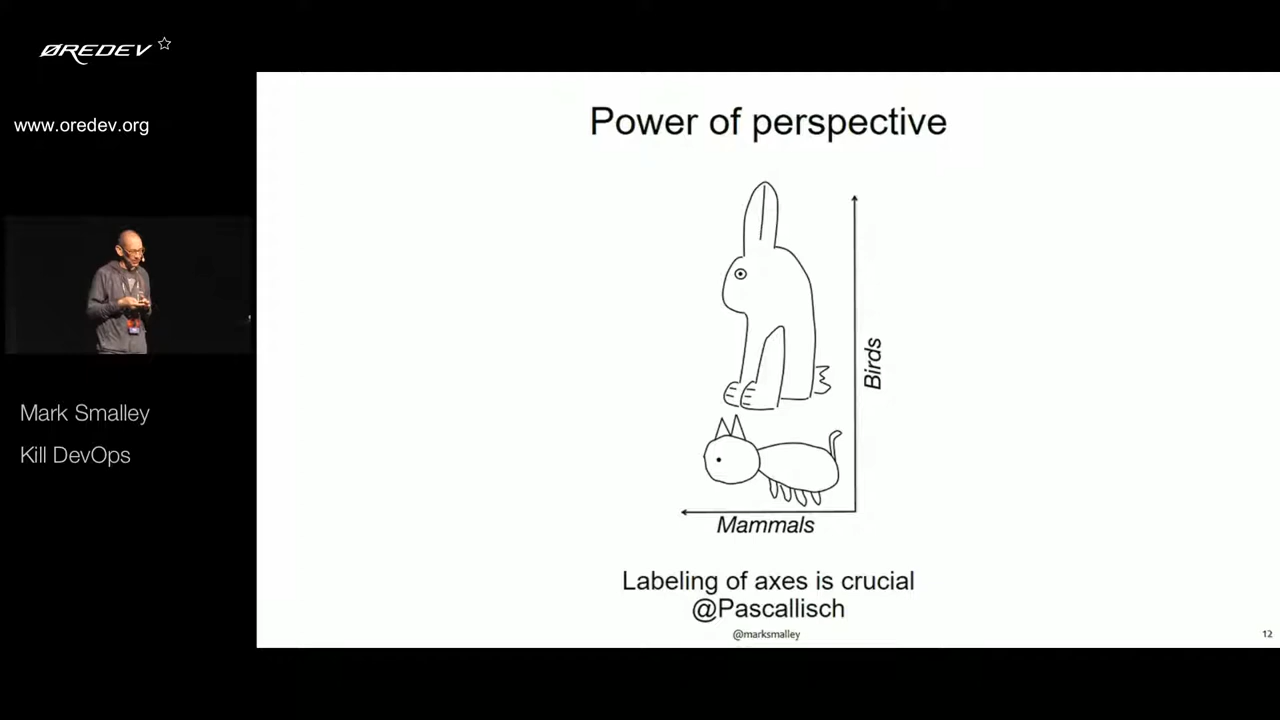 ØREDEV
www.oredev.org
Mark Smalley
Kill DevOps
Power of perspective
Birds
Mammals
Labeling of axes is crucial
@Pascallisch
@marksmalley
12